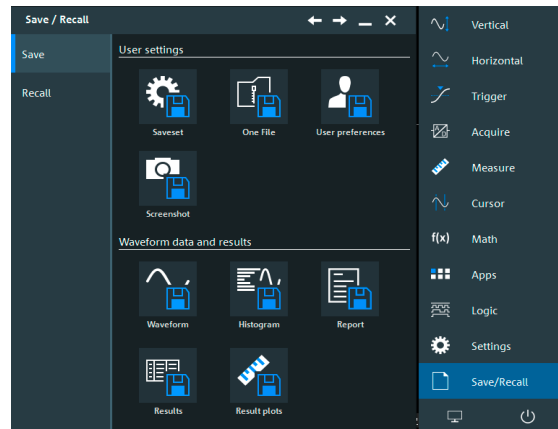 Save / Recall
Save
Recall
User settings
Saveset
One File
User preferences
Screenshot
Waveform data and results
Waveform
Histogram
Report
Results
Result plots
Vertical
Horizontal
Trigger
Acquire
Measure
Cursor
f(x) Math
Apps
Logic
Settings
Save/Recall